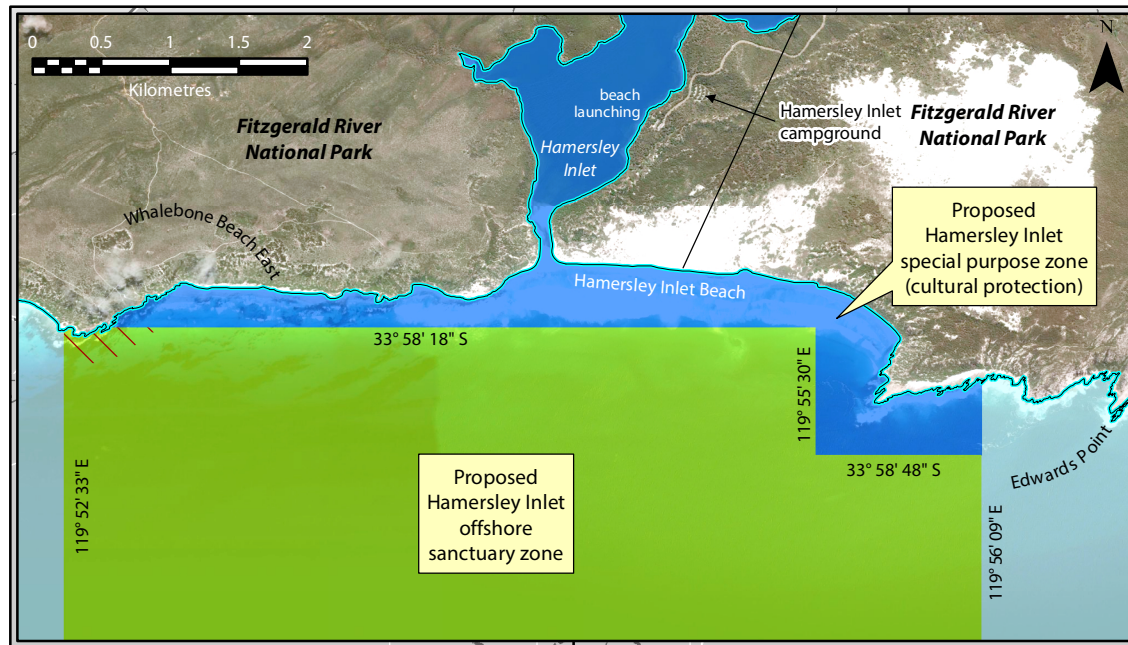 0 0.5 1 1.5 2
Kilometres
N
beach
launching
Hamersley Inlet
campground
Fitzgerald River
National Park
Fitzgerald River
National Park
Hamersley
Inlet
Whalebone Beach East
Proposed
Hamersley Inlet
special purpose zone
(cultural protection)
Hamersley Inlet Beach
33° 58' 18" S
119° 55' 30" E
33° 58' 48" S
Edwards Point
119° 52' 33" E
Proposed
Hamersley Inlet
offshore
sanctuary zone
119° 56' 09" E